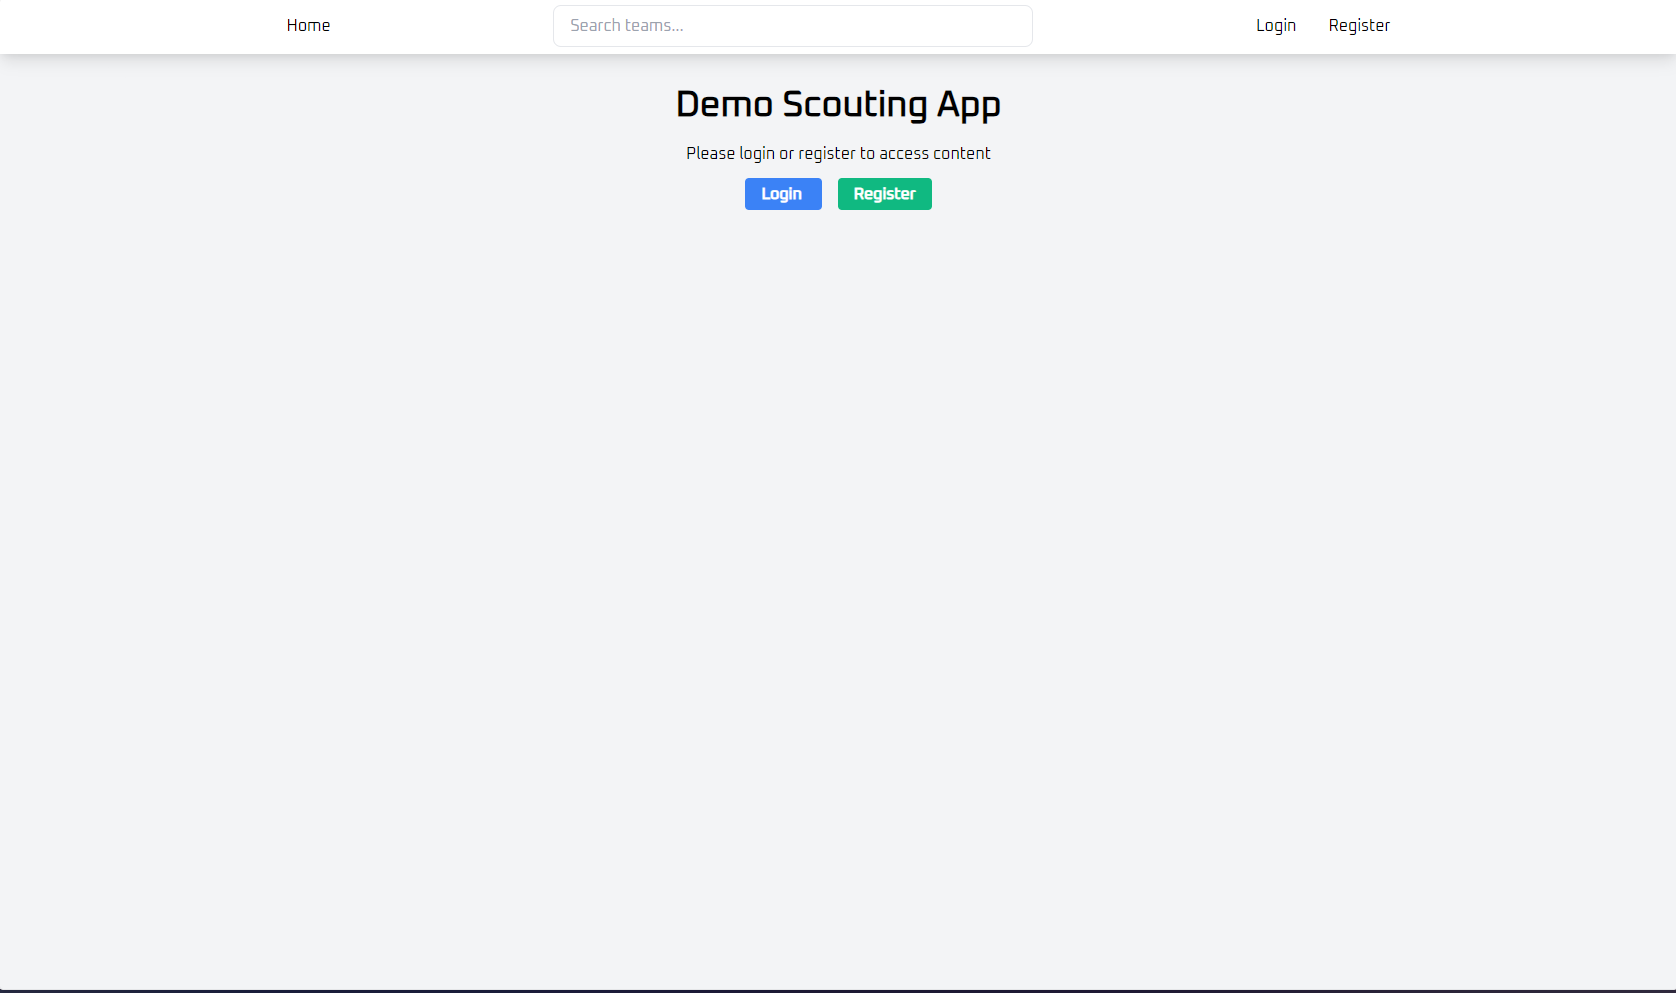 Home
Search teams...
Login
Register
Demo Scouting App
Please login or register to access content
Login
Register